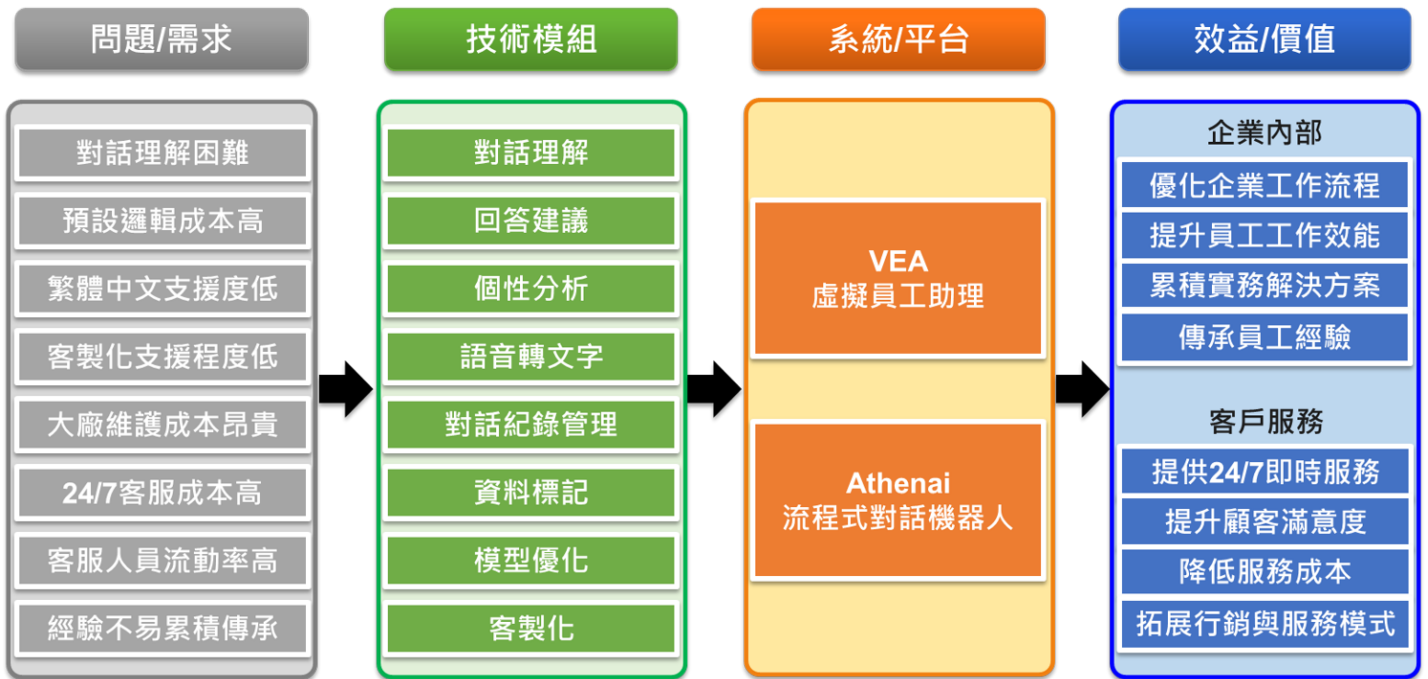 問題/需求
對話理解困難
預設邏輯成本高
繁體中文支援度低
客製化支援程度低
大廠維護成本昂貴
24/7客服成本高
客服人員流動率高
經驗不易累積傳承
技術模組
對話理解
回答建議
個性分析
語音轉文字
對話紀錄管理
資料標記
模型優化
客製化
系統/平台
VEA
虛擬員工助理
Athenai
流程式對話機器人
效益/價值
企業內部
優化企業工作流程
提升員工工作效能
累積實務解決方案
傳承員工經驗
客戶服務
提供24/7即時服務
提升顧客滿意度
降低服務成本
拓展行銷與服務模式